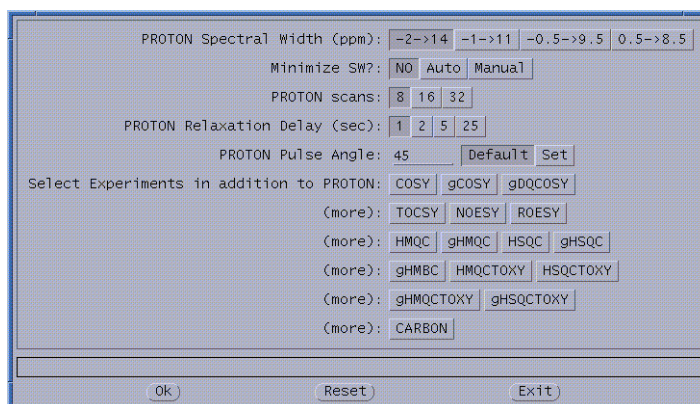 PROTON Spectral Width (ppm): -2->14 -1->11 -0.5->9.5 0.5->8.5
Minimize SW?: NO Auto Manual
PROTON scans: 8 16 32
PROTON Relaxation Delay (sec): 1 2 5 25
PROTON Pulse Angle: 45 Default Set
Select Experiments in addition to PROTON: COSY gCOSY gDQCOSY
(more): TOCSY NOESY ROESY
(more): HMQC gHMQC HSQC gHSQC
(more): gHMBC HMQCTOXY HSQCTOXY
(more): gHMQCTOXY gHSQCTOXY
(more): CARBON
Ok Reset Exit